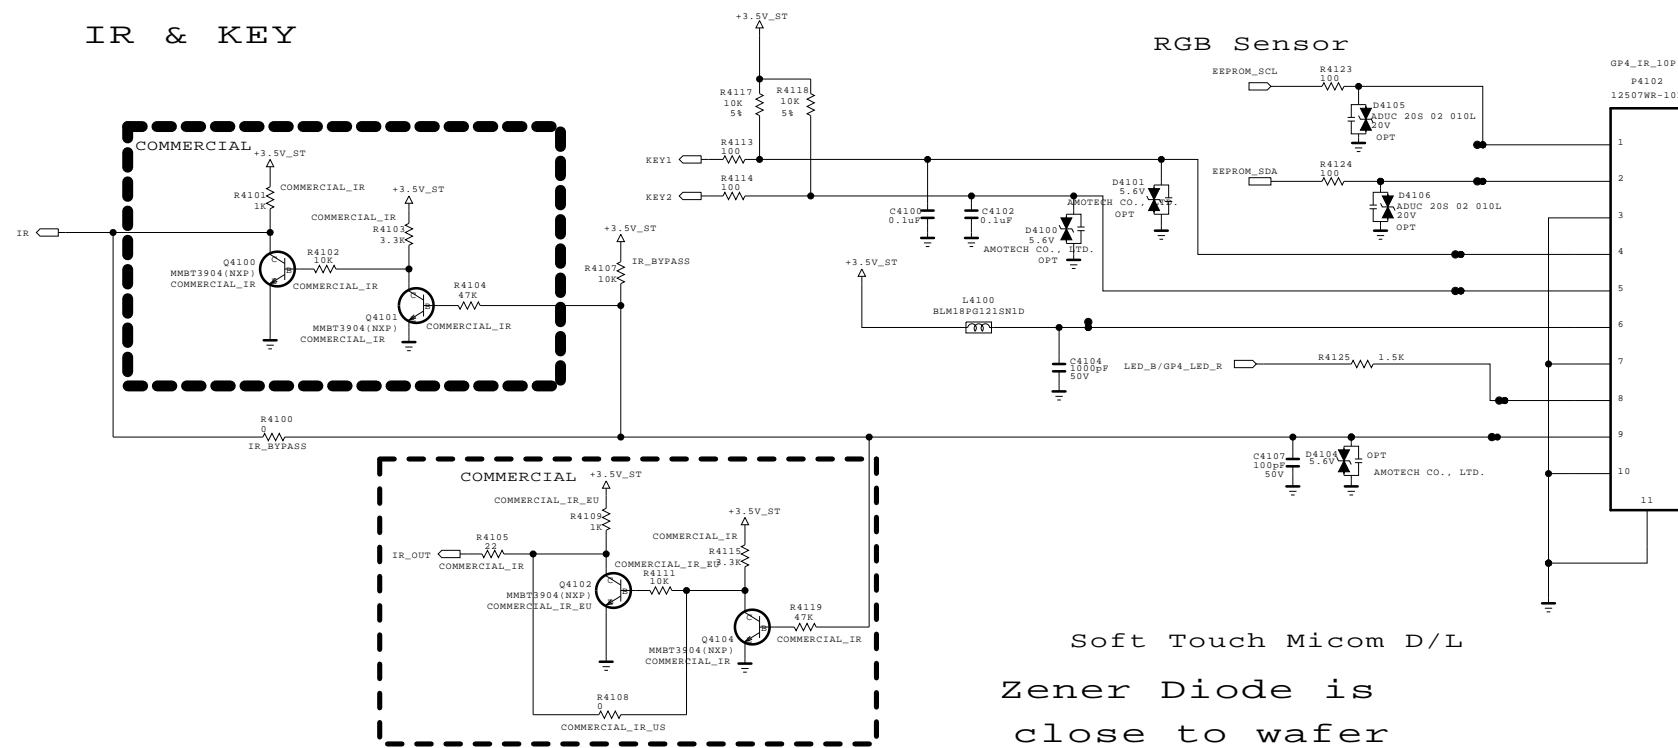 IR & KEY
COMMERCIAL
+3.5V_ST
R4101
1K
COMMERCIAL_IR
+3.5V_ST
COMMERCIAL_IR
R4103
3.3K
IR
Q4100
MMBT3904(NXP)
COMMERCIAL_IR
C
B
E
R4102
10K
COMMERCIAL_IR
Q4101
MMBT3904(NXP)
COMMERCIAL_IR
C
B
E
R4104
47K
COMMERCIAL_IR
+3.5V_ST
R4107
10K
IR_BYPASS
R4100
0
IR_BYPASS
+3.5V_ST
R4117
10K
5%
R4118
10K
5%
KEY1
R4113
100
KEY2
R4114
100
C4100
0.1uF
C4102
0.1uF
D4101
5.6V
AMOTECH CO., LTD.
OPT
D4100
5.6V
AMOTECH CO., LTD.
OPT
+3.5V_ST
L4100
BLM18PG121SN1D
C4104
1000pF
50V
LED_B/GP4_LED_R
R4125
1.5K
RGB Sensor
EEPROM_SCL
R4123
100
D4105
ADUC 20S 02 010L
20V
OPT
EEPROM_SDA
R4124
100
D4106
ADUC 20S 02 010L
20V
OPT
GP4_IR_10P
P4102
12507WR-10
1
2
3
4
5
6
7
8
9
10
11
C4107
100pF
50V
D4104
5.6V
OPT
AMOTECH CO., LTD.
COMMERCIAL
+3.5V_ST
COMMERCIAL_IR_EU
R4109
1K
+3.5V_ST
COMMERCIAL_IR
R4115
3.3K
IR_OUT
R4105
22
COMMERCIAL_IR
COMMERCIAL_IR_EU
R4111
10K
Q4102
MMBT3904(NXP)
COMMERCIAL_IR_EU
C
B
E
Q4104
MMBT3904(NXP)
COMMERCIAL_IR
C
B
E
R4119
47K
COMMERCIAL_IR
R4108
0
COMMERCIAL_IR_US
Soft Touch Micom D/L
Zener Diode is
close to wafer